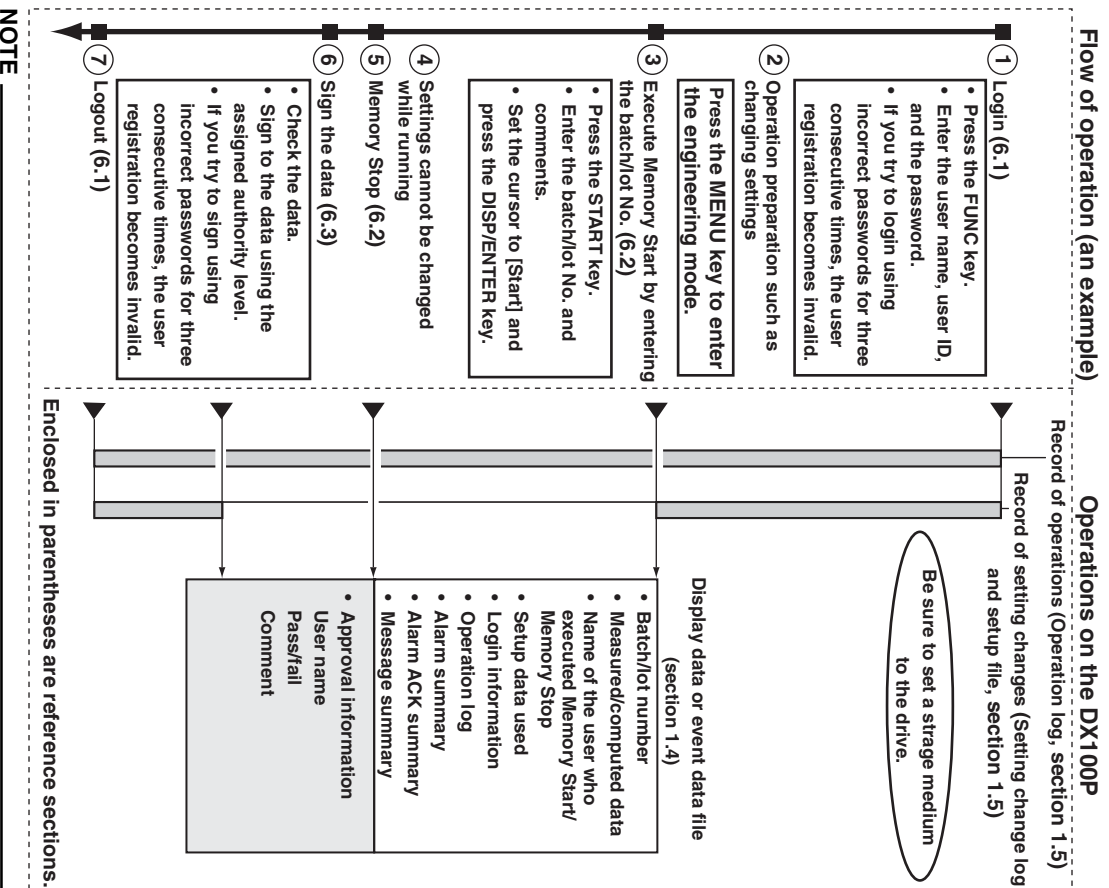 Flow of operation (an example)
1 Login (6.1)
• Press the FUNC key.
• Enter the user name, user ID,
and the password.
• If you try to login using
incorrect passwords for three
consecutive times, the user
registration becomes invalid.
2 Operation preparation such as
changing settings
Press the MENU key to enter
the engineering mode.
3 Execute Memory Start by entering
the batch/lot No. (6.2)
• Press the START key.
• Enter the batch/lot No. and
comments.
• Set the cursor to [Start] and
press the DISP/ENTER key.
4 Settings cannot be changed
while running
5 Memory Stop (6.2)
6 Sign the data (6.3)
• Check the data.
• Sign to the data using the
assigned authority level.
• If you try to sign using
incorrect passwords for three
consecutive times, the user
registration becomes invalid.
7 Logout (6.1)
Operations on the DX100P
Record of operations (Operation log, section 1.5)
Record of setting changes (Setting change log
and setup file, section 1.5)
Be sure to set a strage medium
to the drive.
Display data or event data file
(section 1.4)
• Batch/lot number
• Measured/computed data
• Name of the user who
executed Memory Start/
Memory Stop
• Setup data used
• Login information
• Operation log
• Alarm summary
• Alarm ACK summary
• Message summary
• Approval information
User name
Pass/fail
Comment
Enclosed in parentheses are reference sections.
NOTE